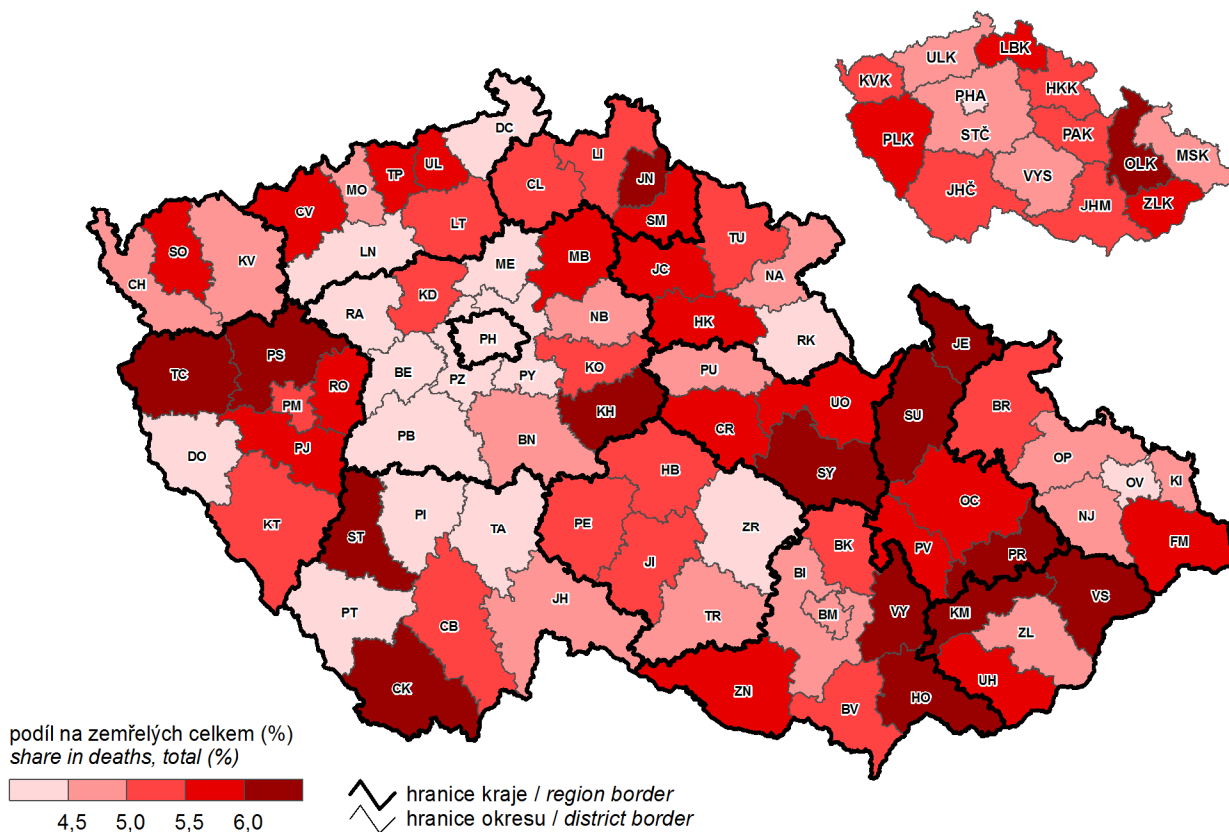 LBK
ULK
KVK
HKK
PHA
PLK
STČ
PAK
MSK
OLK
VYS
JHČ
JHM
ZLK
DC
LI
UL
TP
JN
MO
CL
CV
SM
LT
TU
SO
KV
LN
ME
MB
JC
NA
CH
KD
RA
NB
HK
PH
RK
JE
PS
TC
BE
PZ
PY
KO
PU
RO
PM
KH
UO
SU
BR
CR
PB
BN
PJ
DO
HB
SY
OP
OV
KI
OC
PI
TA
ZR
NJ
KT
ST
PE
BK
PV
PR
FM
JI
BI
VS
PT
CB
JH
TR
BM
VY
KM
ZL
CK
ZN
BV
HO
UH
podíl na zemřelých celkem (%)
share in deaths, total (%)
4,5 5,0 5,5 6,0
hranice kraje / region border
hranice okresu / district border